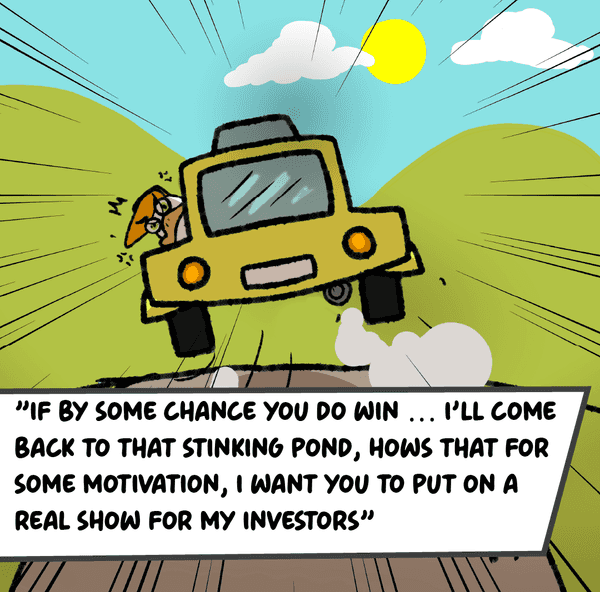 "IF BY SOME CHANCE YOU DO WIN ... I'LL COME
BACK TO THAT STINKING POND, HOWS THAT FOR
SOME MOTIVATION, I WANT YOU TO PUT ON A
REAL SHOW FOR MY INVESTORS"